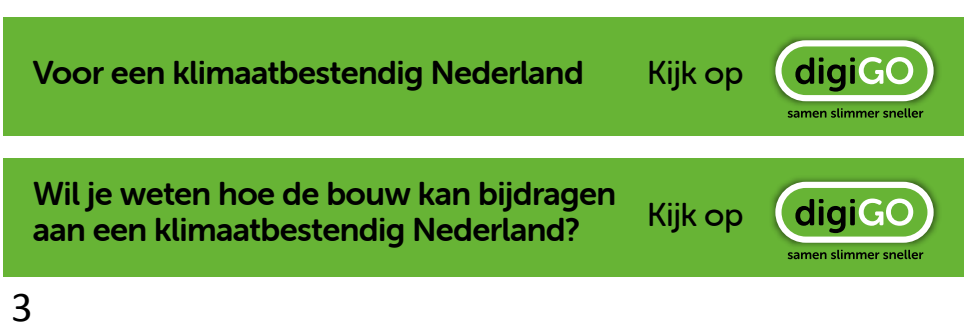 Voor een klimaatbestendig Nederland Kijk op digiGO
samen slimmer sneller
Wil je weten hoe de bouw kan bijdragen
aan een klimaatbestendig Nederland? Kijk op digiGO
samen slimmer sneller
3